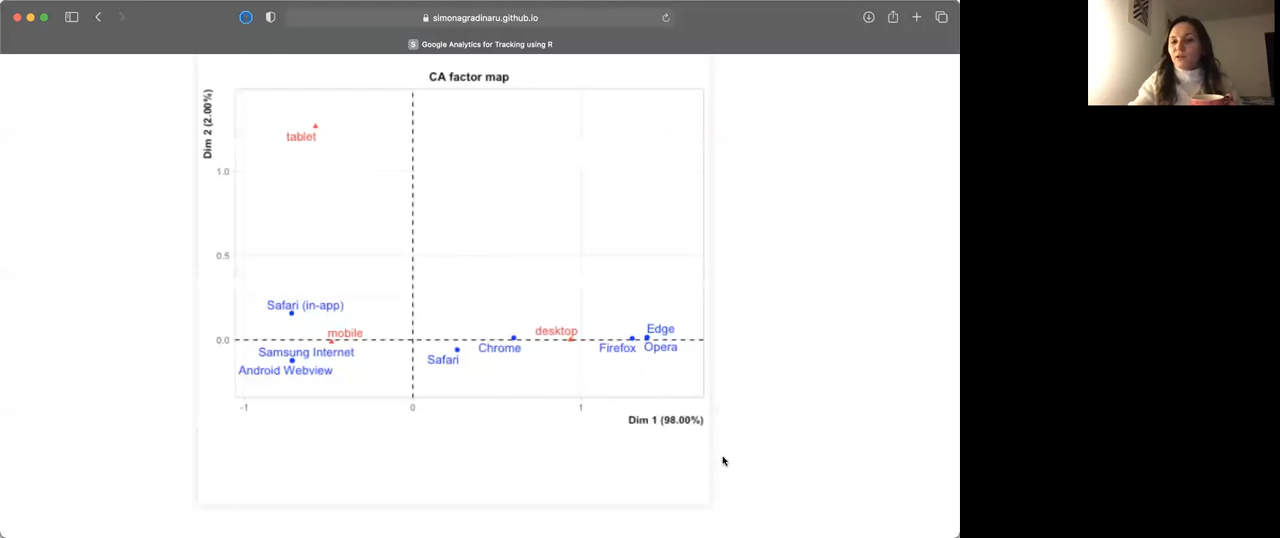 simonagradinaru.github.io
S Google Analytics for Tracking using R
CA factor map
Dim 2 (2.00%)
tablet
1.0
0.5
Safari (in-app)
mobile
desktop
Edge
0.0
Samsung Internet
Safari
Chrome
Firefox
Opera
Android Webview
-1
0
1
Dim 1 (98.00%)